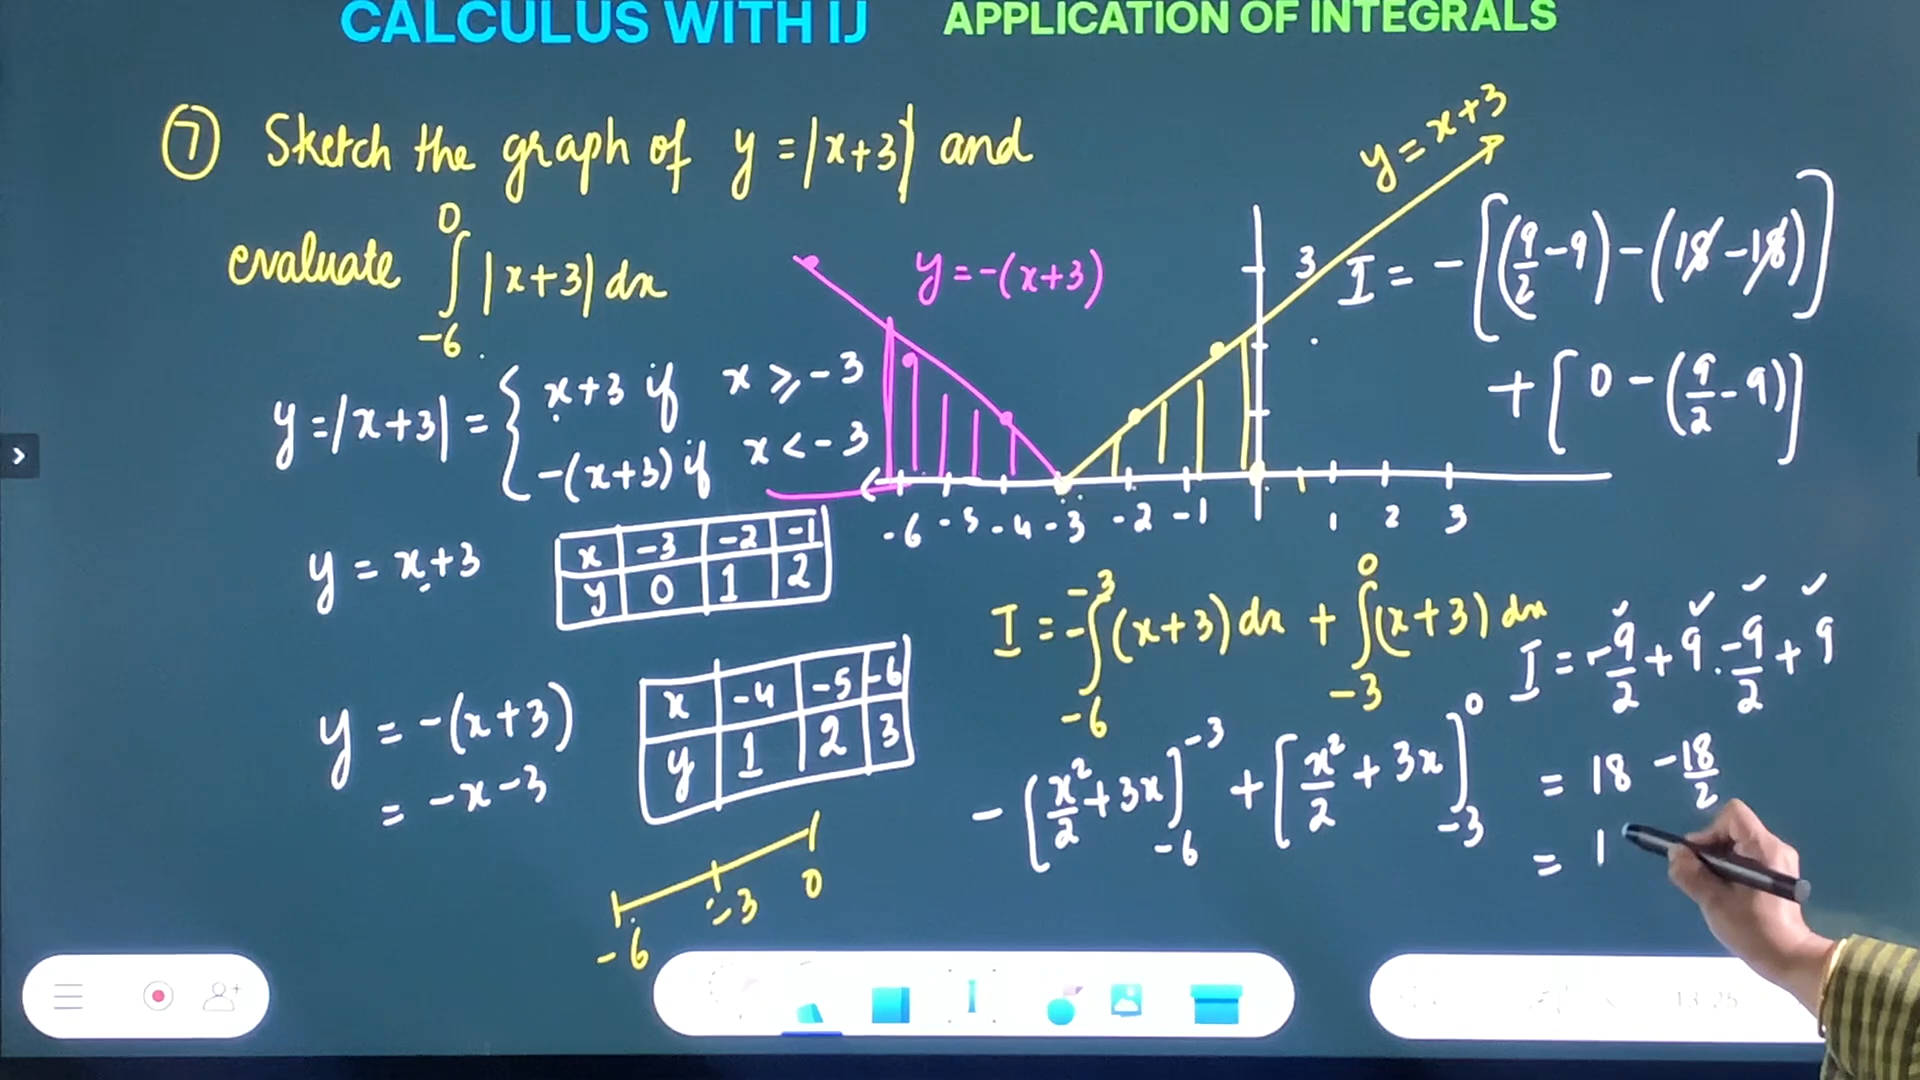 CALCULUS WITH IJ
APPLICATION OF INTEGRALS
⑦ Sketch the graph of y = |x+3| and
evaluate ∫_{-6}^{0} |x+3| dx
y = |x+3| = { x+3 if x ≥ -3
-(x+3) if x < -3
y = x+3
x -3 -2 -1
y 0 1 2
y = -(x+3)
= -x-3
x -4 -5 -6
y 1 2 3
-6 -3 0
y = -(x+3)
y = x+3
3
-6 -5 -4 -3 -2 -1 1 2 3
I = -∫_{-6}^{-3} (x+3) dx + ∫_{-3}^{0} (x+3) dx
-[x²/2 + 3x]_{-6}^{-3} + [x²/2 + 3x]_{-3}^{0}
I = -[(9/2 - 9) - (18 - 18)]
+ [0 - (9/2 - 9)]
I = -9/2 + 9 - 9/2 + 9
= 18 - 18/2
= 1